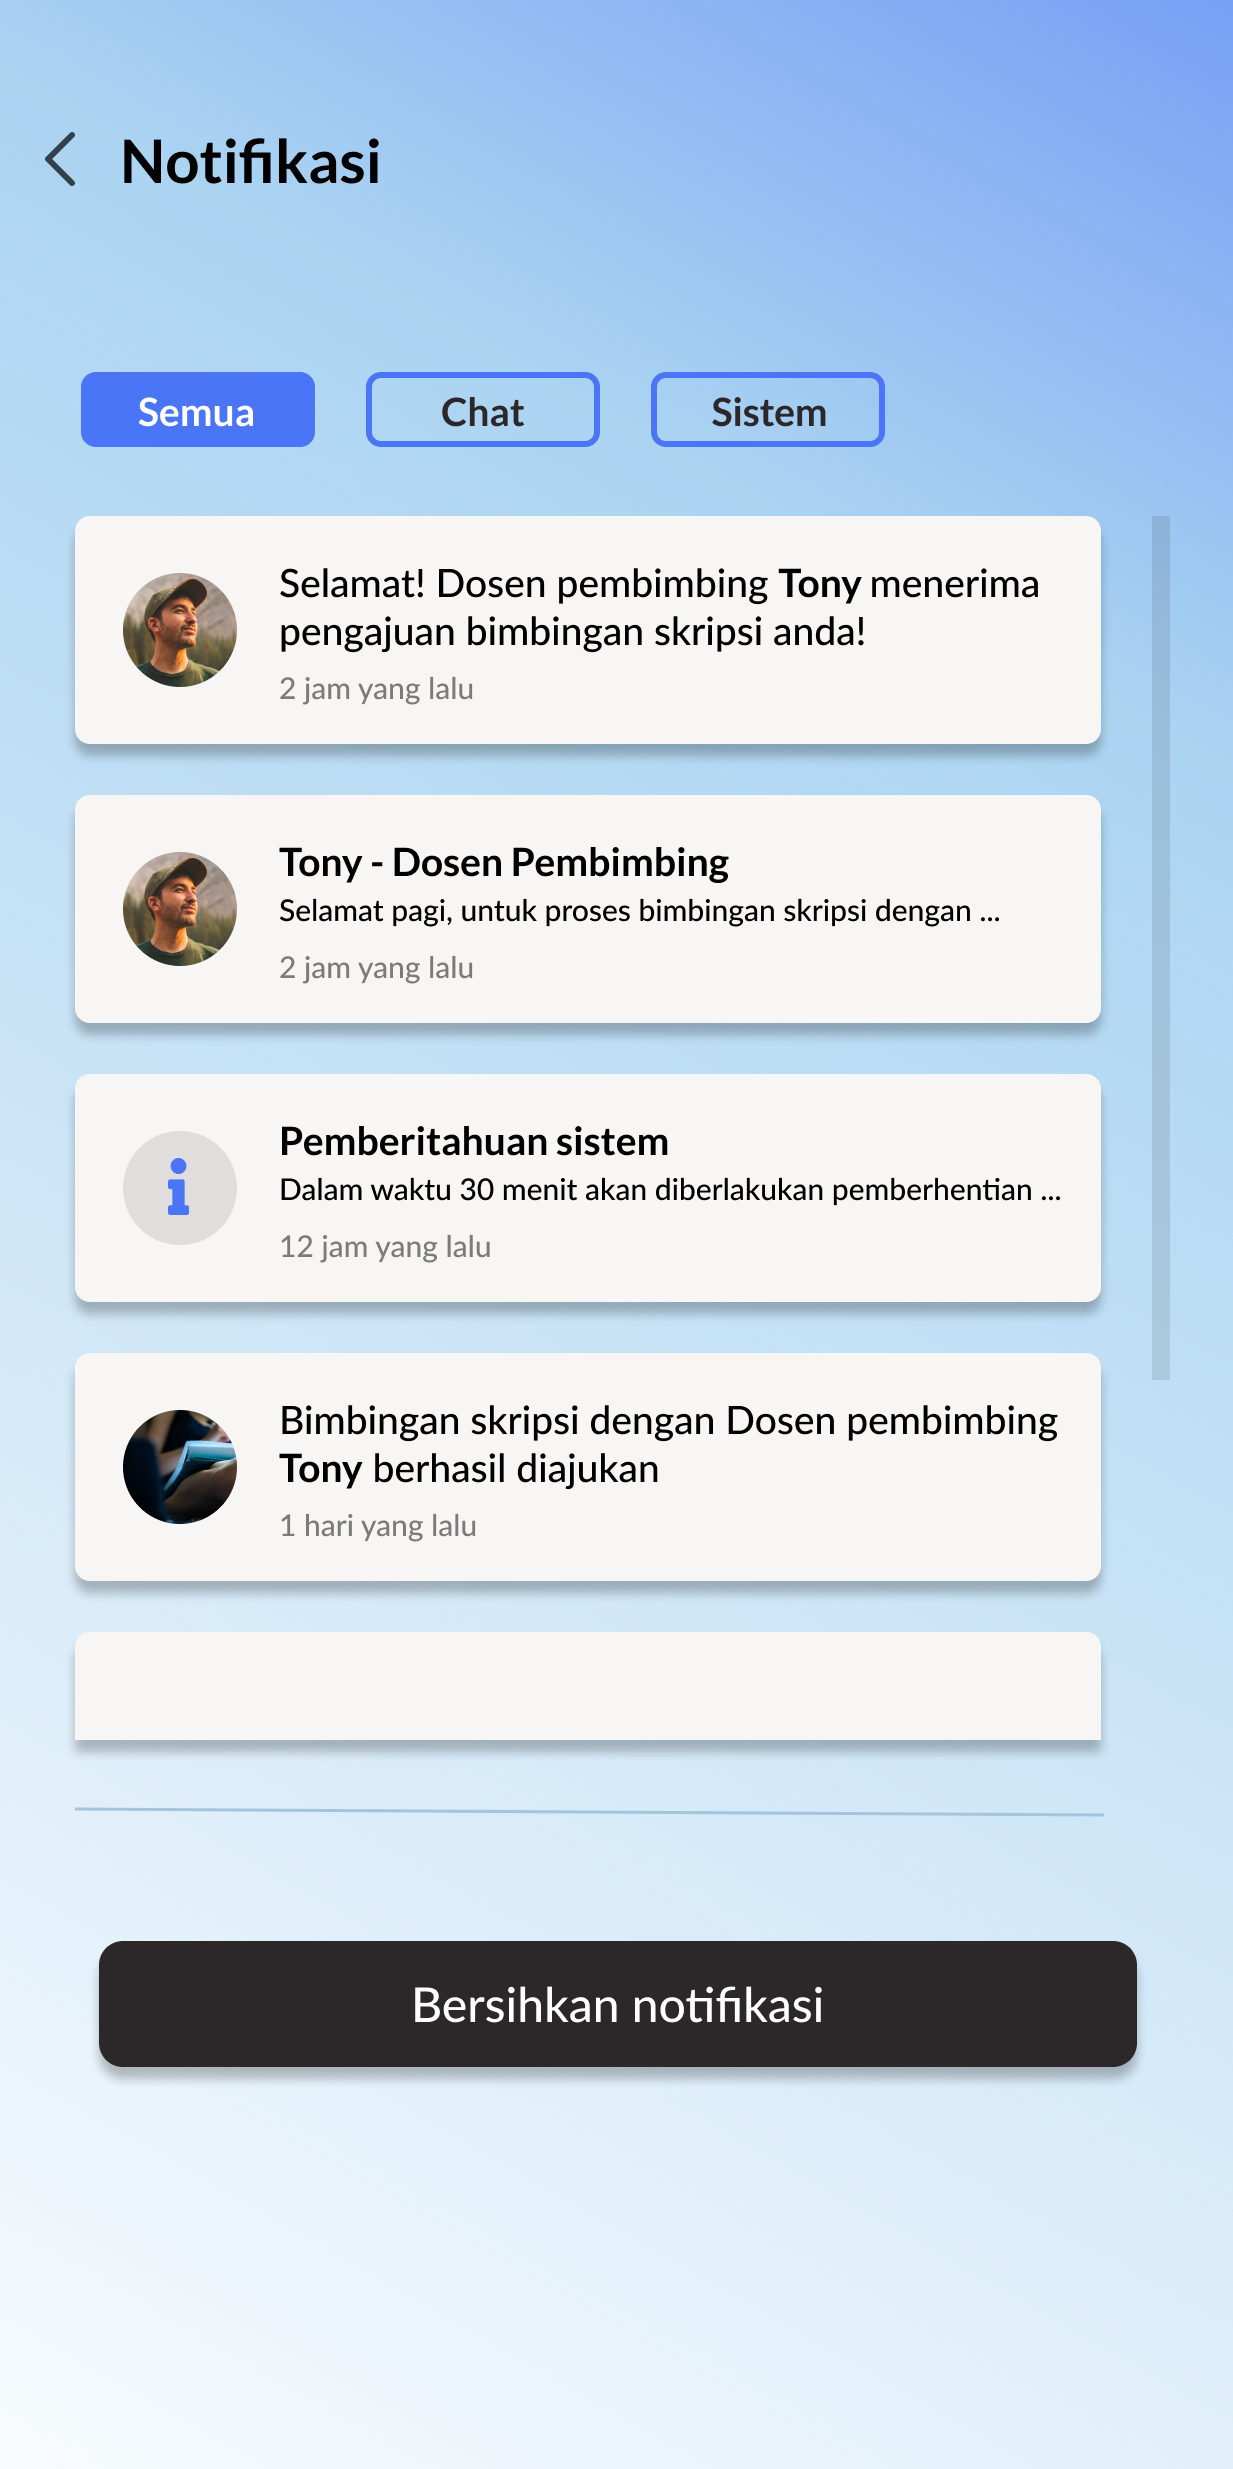 Notifikasi
Semua
Chat
Sistem
Selamat! Dosen pembimbing Tony menerima
pengajuan bimbingan skripsi anda!
2 jam yang lalu
Tony - Dosen Pembimbing
Selamat pagi, untuk proses bimbingan skripsi dengan ...
2 jam yang lalu
Pemberitahuan sistem
Dalam waktu 30 menit akan diberlakukan pemberhentian ...
12 jam yang lalu
Bimbingan skripsi dengan Dosen pembimbing
Tony berhasil diajukan
1 hari yang lalu
Bersihkan notifikasi